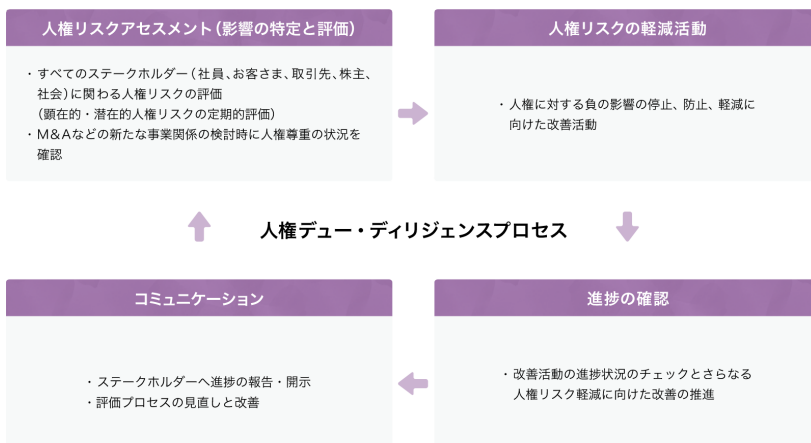 人権リスクアセスメント(影響の特定と評価)
・すべてのステークホルダー(社員、お客さま、取引先、株主、
社会)に関わる人権リスクの評価
(顕在的・潜在的人権リスクの定期的評価)
・M&Aなどの新たな事業関係の検討時に人権尊重の状況を
確認
人権リスクの軽減活動
・人権に対する負の影響の停止、防止、軽減に
向けた改善活動
人権デュー・ディリジェンスプロセス
コミュニケーション
・ステークホルダーへ進捗の報告・開示
・評価プロセスの見直しと改善
進捗の確認
・改善活動の進捗状況のチェックとさらなる
人権リスク軽減に向けた改善の推進